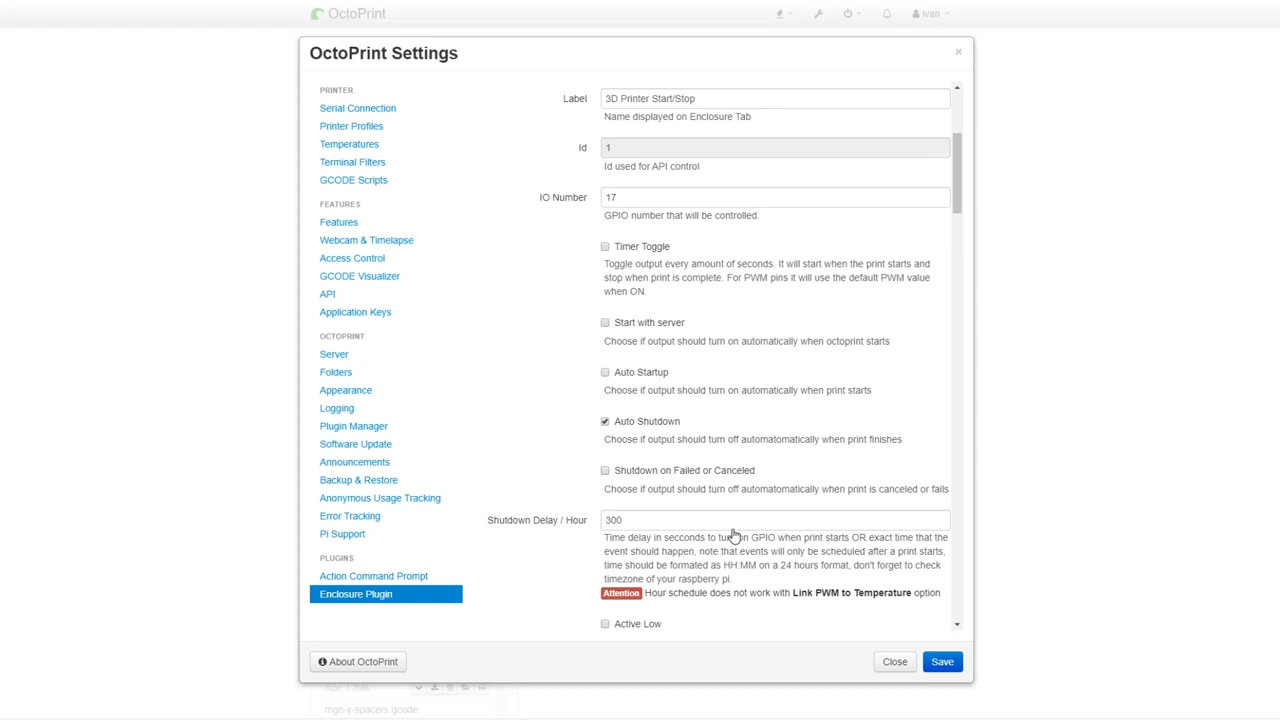 OctoPrint
ivan
OctoPrint Settings
×
PRINTER
Serial Connection
Printer Profiles
Temperatures
Terminal Filters
GCODE Scripts
FEATURES
Features
Webcam & Timelapse
Access Control
GCODE Visualizer
API
Application Keys
OCTOPRINT
Server
Folders
Appearance
Logging
Plugin Manager
Software Update
Announcements
Backup & Restore
Anonymous Usage Tracking
Error Tracking
Pi Support
PLUGINS
Action Command Prompt
Enclosure Plugin
Label 3D Printer Start/Stop
Name displayed on Enclosure Tab
Id 1
Id used for API control
IO Number 17
GPIO number that will be controlled.
Timer Toggle
Toggle output every amount of seconds. It will start when the print starts and
stop when print is complete. For PWM pins it will use the default PWM value
when ON.
Start with server
Choose if output should turn on automatically when octoprint starts
Auto Startup
Choose if output should turn on automatically when print starts
Auto Shutdown
Choose if output should turn off automatomatically when print finishes
Shutdown on Failed or Canceled
Choose if output should turn off automatomatically when print is canceled or fails
Shutdown Delay / Hour 300
Time delay in secconds to turn on GPIO when print starts OR exact time that the
event should happen, note that events will only be scheduled after a print starts,
time should be formated as HH:MM on a 24 hours format, don't forget to check
timezone of your raspberry pi.
Attention Hour schedule does not work with Link PWM to Temperature option
Active Low
About OctoPrint
Close
Save
Size: 1.2MB
mgn-y-spacers.gcode